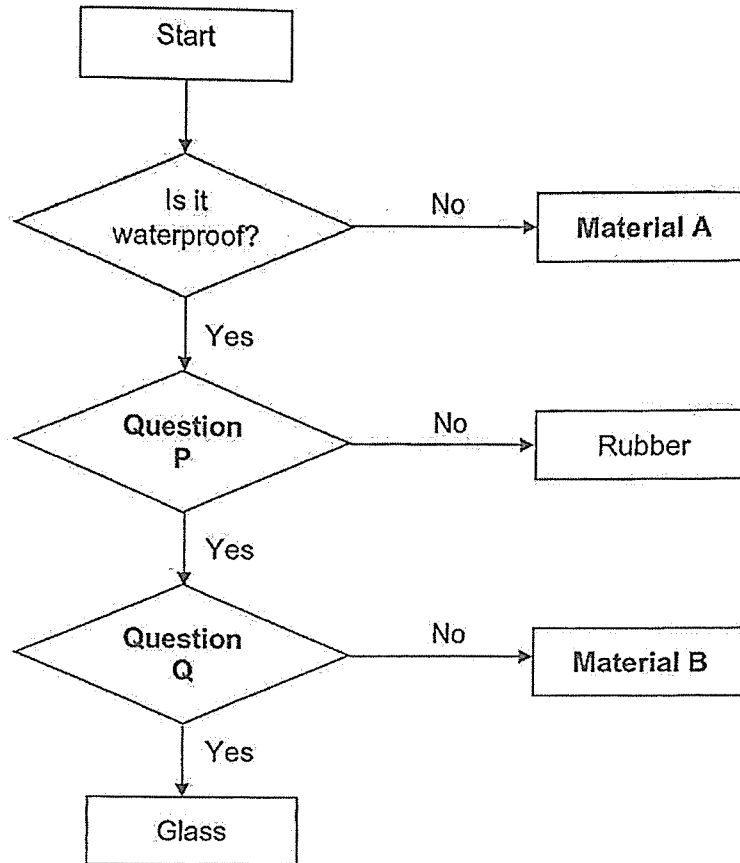 Start
Is it
waterproof?
No
Material A
Yes
Question
P
No
Rubber
Yes
Question
Q
No
Material B
Yes
Glass